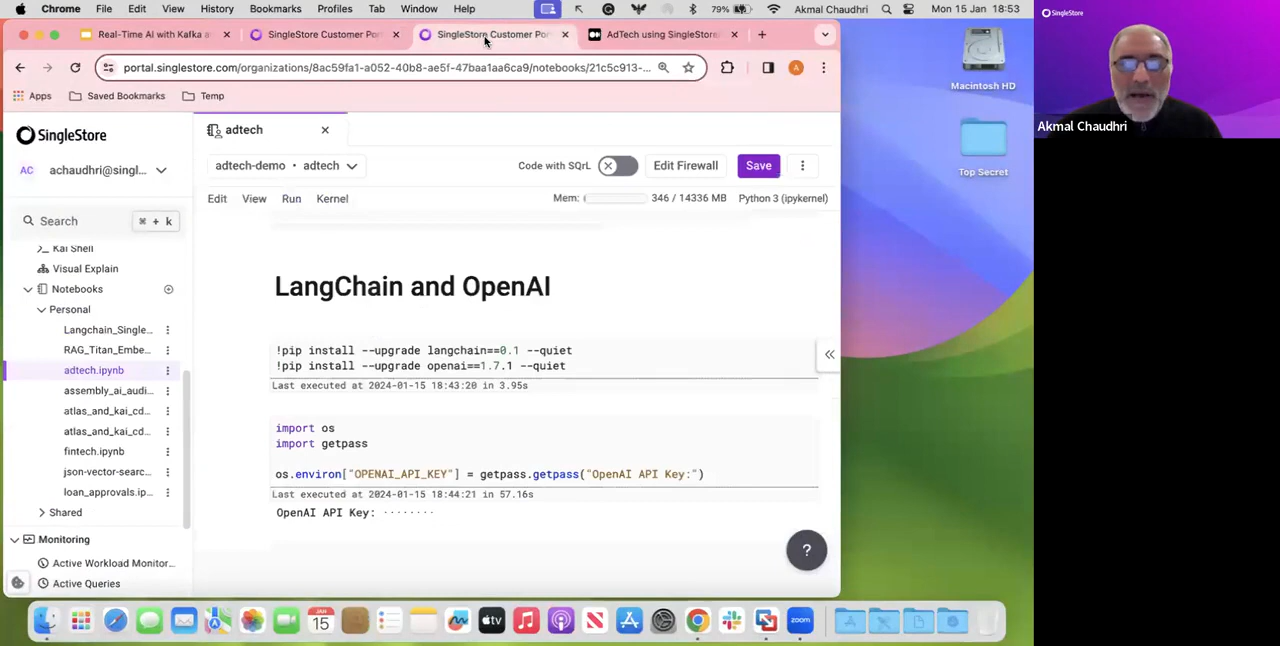 Chrome File Edit View History Bookmarks Profiles Tab Window Help 79% Akmal Chaudhri Mon 15 Jan 18:53
Real-Time AI with Kafka a
SingleStore Customer Por
SingleStore Customer Por
AdTech using SingleStore
portal.singlestore.com/organizations/8ac59fa1-a052-40b8-ae5f-47baa1aa6ca9/notebooks/21c5c913-...
A
Apps Saved Bookmarks Temp
SingleStore
AC achaudhri@singl...
Search ⌘ + k
Kai Shell
Visual Explain
Notebooks
Personal
Langchain_Single...
RAG_Titan_Embe...
adtech.ipynb
assembly_ai_audi...
atlas_and_kai_cd...
atlas_and_kai_cd...
fintech.ipynb
json-vector-searc...
loan_approvals.ip...
Shared
Monitoring
Active Workload Monitor...
Active Queries
adtech
adtech-demo • adtech
Code with SQrL
Edit Firewall
Save
Edit View Run Kernel
Mem: 346 / 14336 MB Python 3 (ipykernel)
LangChain and OpenAI
!pip install --upgrade langchain==0.1 --quiet
!pip install --upgrade openai==1.7.1 --quiet
Last executed at 2024-01-15 18:43:20 in 3.95s
import os
import getpass
os.environ["OPENAI_API_KEY"] = getpass.getpass("OpenAI API Key:")
Last executed at 2024-01-15 18:44:21 in 57.16s
OpenAI API Key: ········
?
Macintosh HD
Top Secret
SingleStore
Akmal Chaudhri
JAN
15
tv
zoom